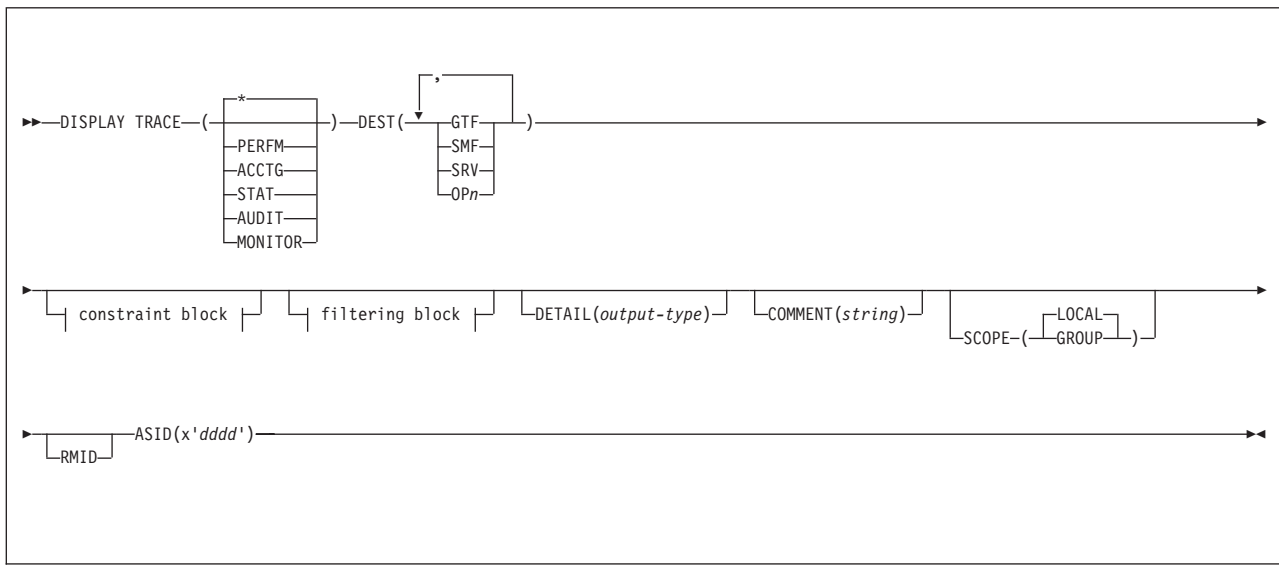 ,
*
DISPLAY TRACE ( ) DEST( GTF )
PERFM SMF
ACCTG SRV
STAT OPn
AUDIT
MONITOR
constraint block filtering block DETAIL(output-type) COMMENT(string) LOCAL
SCOPE ( GROUP )
ASID(x'dddd')
RMID